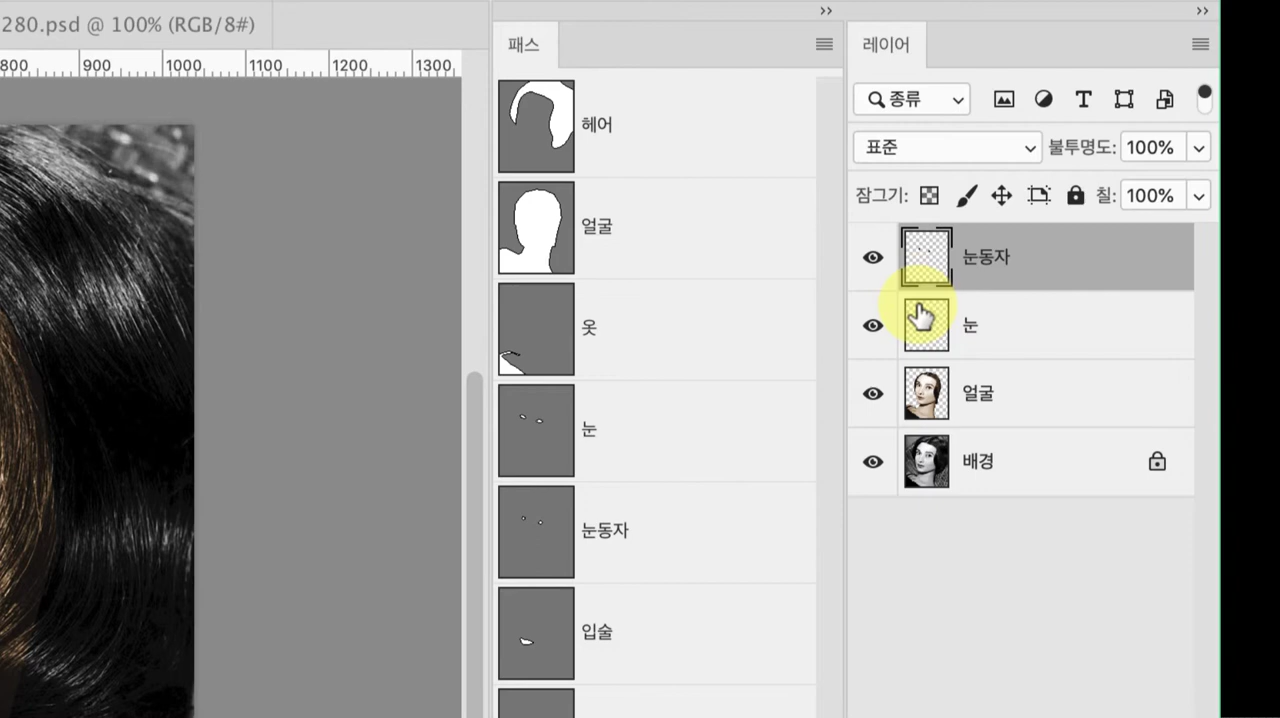 280.psd @ 100% (RGB/8#)
800 900 1000 1100 1200 1300
패스
헤어
얼굴
옷
눈
눈동자
입술
레이어
종류
표준 불투명도: 100%
잠그기: 칠: 100%
눈동자
눈
얼굴
배경